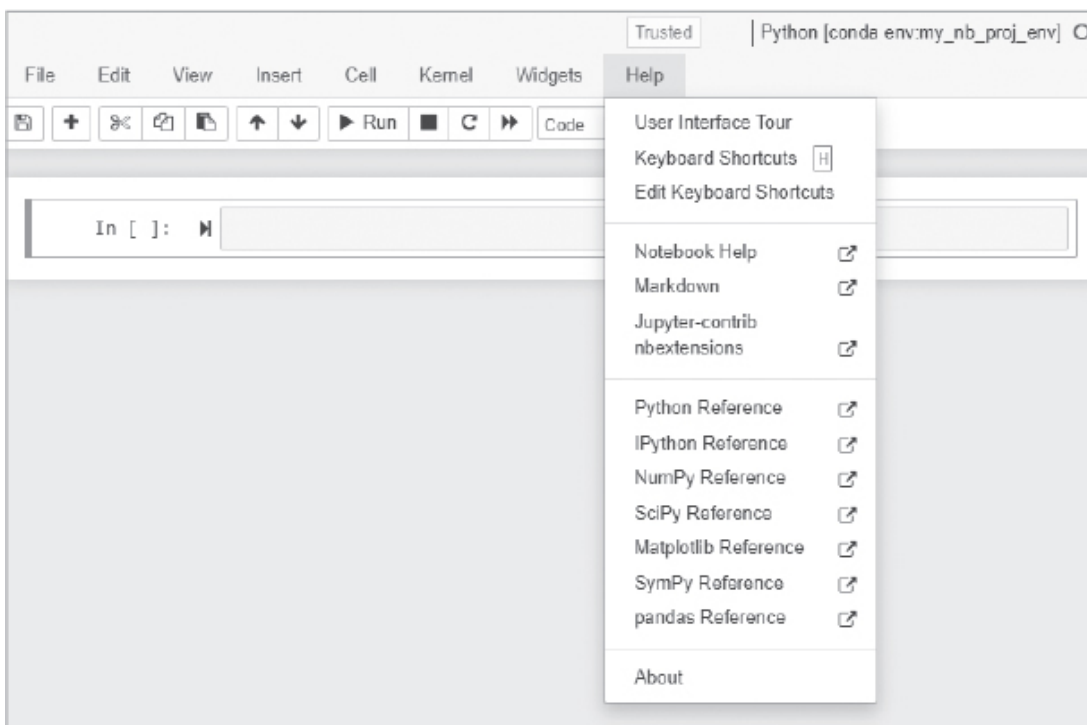 Trusted
Python [conda env:my_nb_proj_env]
File Edit View Insert Cell Kernel Widgets Help
Run Code
In [ ]:
User Interface Tour
Keyboard Shortcuts H
Edit Keyboard Shortcuts
Notebook Help
Markdown
Jupyter-contrib
nbextensions
Python Reference
IPython Reference
NumPy Reference
SciPy Reference
Matplotlib Reference
SymPy Reference
pandas Reference
About